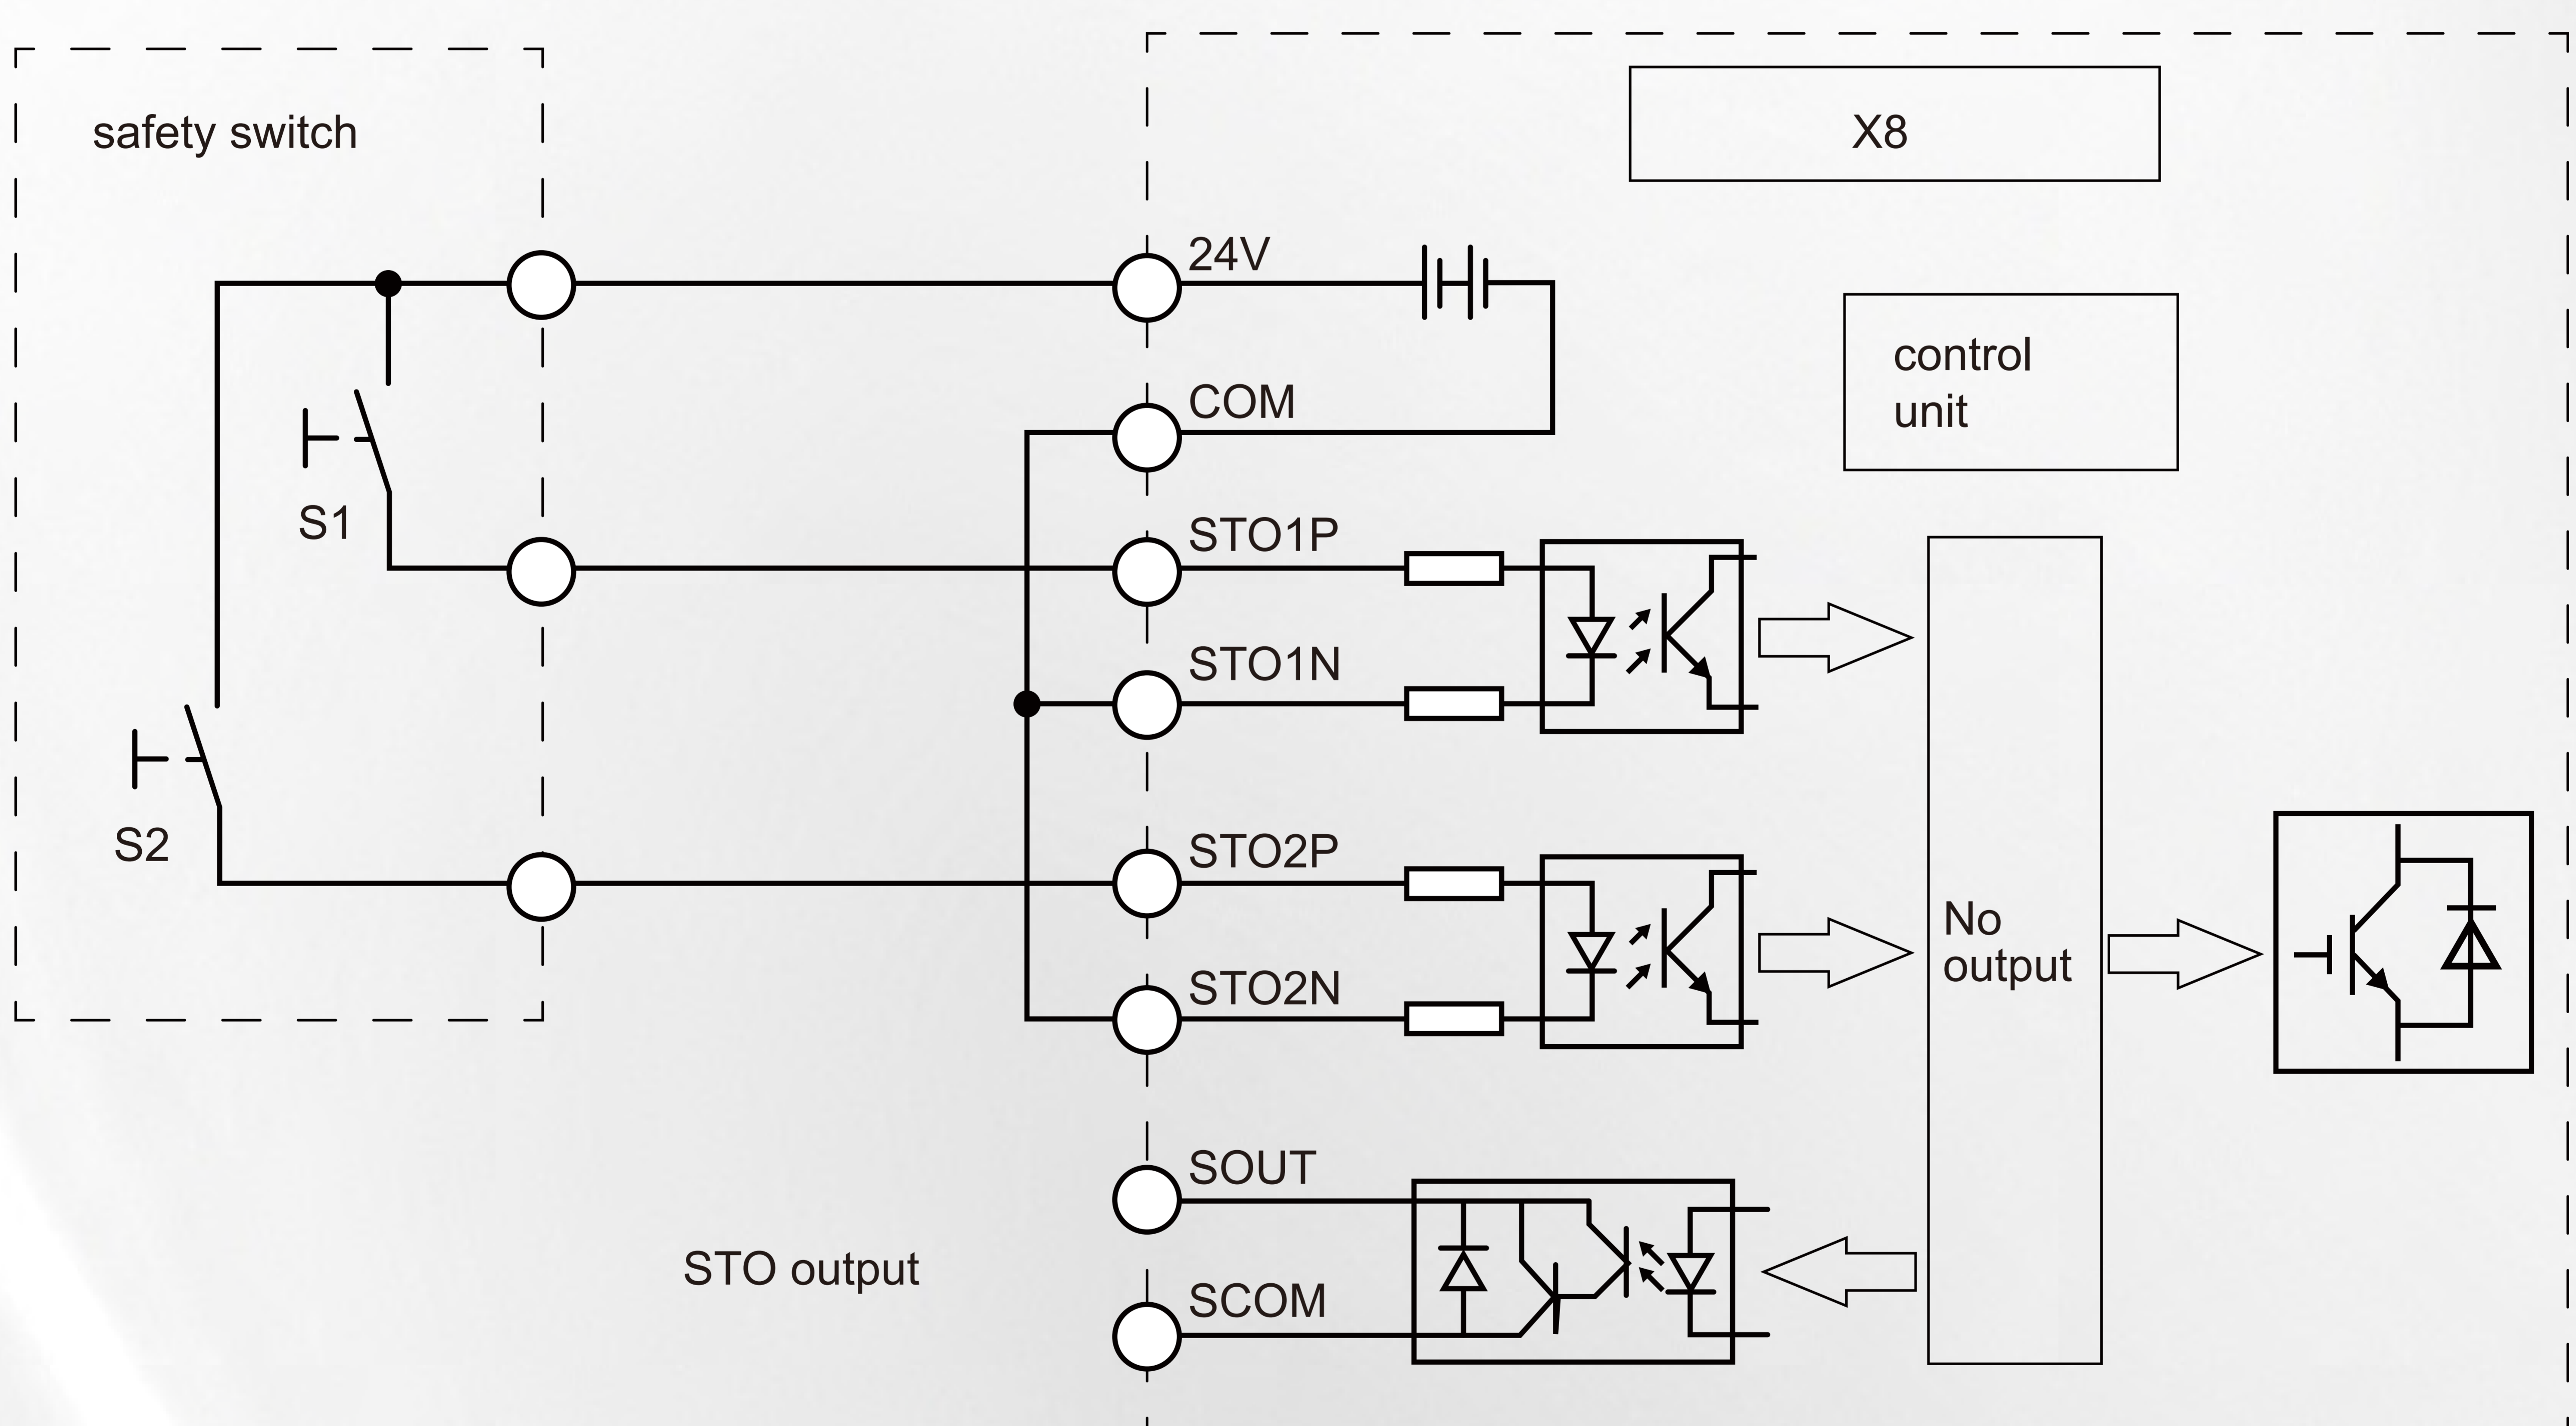 safety switch
X8
24V
control
unit
COM
S1
STO1P
STO1N
S2
STO2P
No
output
STO2N
SOUT
STO output
SCOM